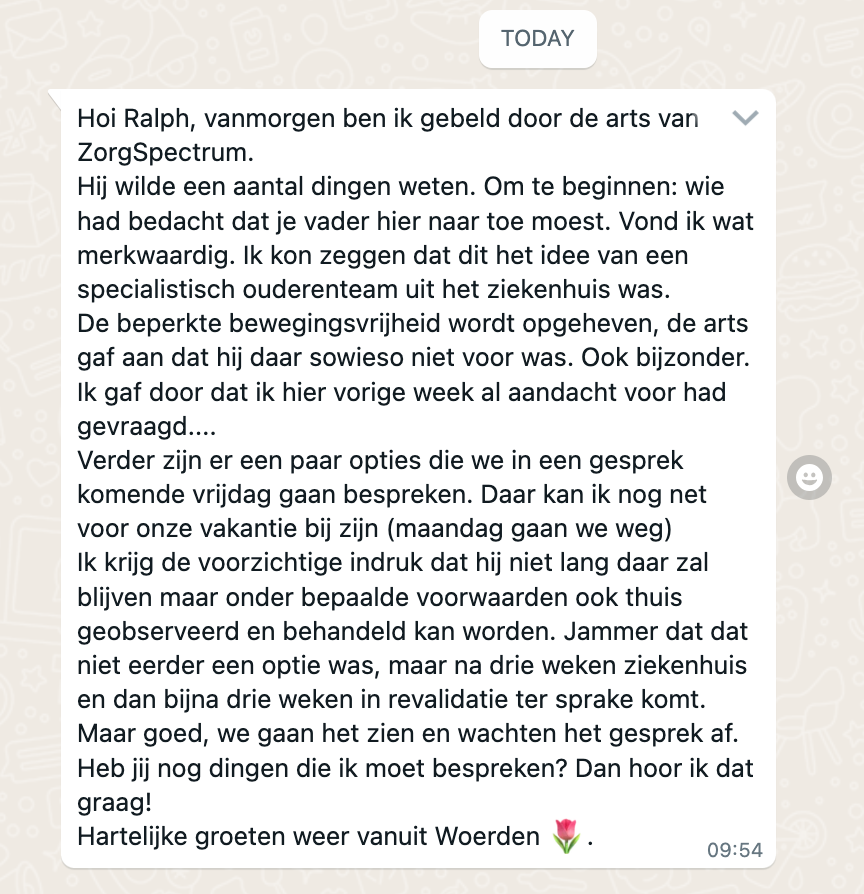 TODAY
Hoi Ralph, vanmorgen ben ik gebeld door de arts van
ZorgSpectrum.
Hij wilde een aantal dingen weten. Om te beginnen: wie
had bedacht dat je vader hier naar toe moest. Vond ik wat
merkwaardig. Ik kon zeggen dat dit het idee van een
specialistisch ouderenteam uit het ziekenhuis was.
De beperkte bewegingsvrijheid wordt opgeheven, de arts
gaf aan dat hij daar sowieso niet voor was. Ook bijzonder.
Ik gaf door dat ik hier vorige week al aandacht voor had
gevraagd....
Verder zijn er een paar opties die we in een gesprek
komende vrijdag gaan bespreken. Daar kan ik nog net
voor onze vakantie bij zijn (maandag gaan we weg)
Ik krijg de voorzichtige indruk dat hij niet lang daar zal
blijven maar onder bepaalde voorwaarden ook thuis
geobserveerd en behandeld kan worden. Jammer dat dat
niet eerder een optie was, maar na drie weken ziekenhuis
en dan bijna drie weken in revalidatie ter sprake komt.
Maar goed, we gaan het zien en wachten het gesprek af.
Heb jij nog dingen die ik moet bespreken? Dan hoor ik dat
graag!
Hartelijke groeten weer vanuit Woerden 🌷.
09:54